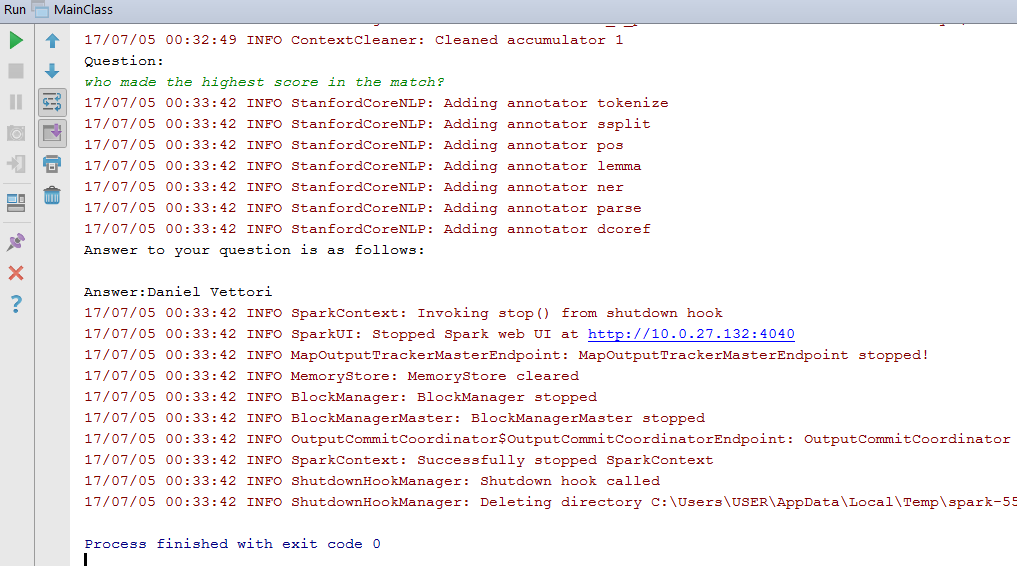 Run MainClass
17/07/05 00:32:49 INFO ContextCleaner: Cleaned accumulator 1
Question:
who made the highest score in the match?
17/07/05 00:33:42 INFO StanfordCoreNLP: Adding annotator tokenize
17/07/05 00:33:42 INFO StanfordCoreNLP: Adding annotator ssplit
17/07/05 00:33:42 INFO StanfordCoreNLP: Adding annotator pos
17/07/05 00:33:42 INFO StanfordCoreNLP: Adding annotator lemma
17/07/05 00:33:42 INFO StanfordCoreNLP: Adding annotator ner
17/07/05 00:33:42 INFO StanfordCoreNLP: Adding annotator parse
17/07/05 00:33:42 INFO StanfordCoreNLP: Adding annotator dcoref
Answer to your question is as follows:
Answer:Daniel Vettori
17/07/05 00:33:42 INFO SparkContext: Invoking stop() from shutdown hook
17/07/05 00:33:42 INFO SparkUI: Stopped Spark web UI at http://10.0.27.132:4040
17/07/05 00:33:42 INFO MapOutputTrackerMasterEndpoint: MapOutputTrackerMasterEndpoint stopped!
17/07/05 00:33:42 INFO MemoryStore: MemoryStore cleared
17/07/05 00:33:42 INFO BlockManager: BlockManager stopped
17/07/05 00:33:42 INFO BlockManagerMaster: BlockManagerMaster stopped
17/07/05 00:33:42 INFO OutputCommitCoordinator$OutputCommitCoordinatorEndpoint: OutputCommitCoordinator
17/07/05 00:33:42 INFO SparkContext: Successfully stopped SparkContext
17/07/05 00:33:42 INFO ShutdownHookManager: Shutdown hook called
17/07/05 00:33:42 INFO ShutdownHookManager: Deleting directory C:\Users\USER\AppData\Local\Temp\spark-55
Process finished with exit code 0